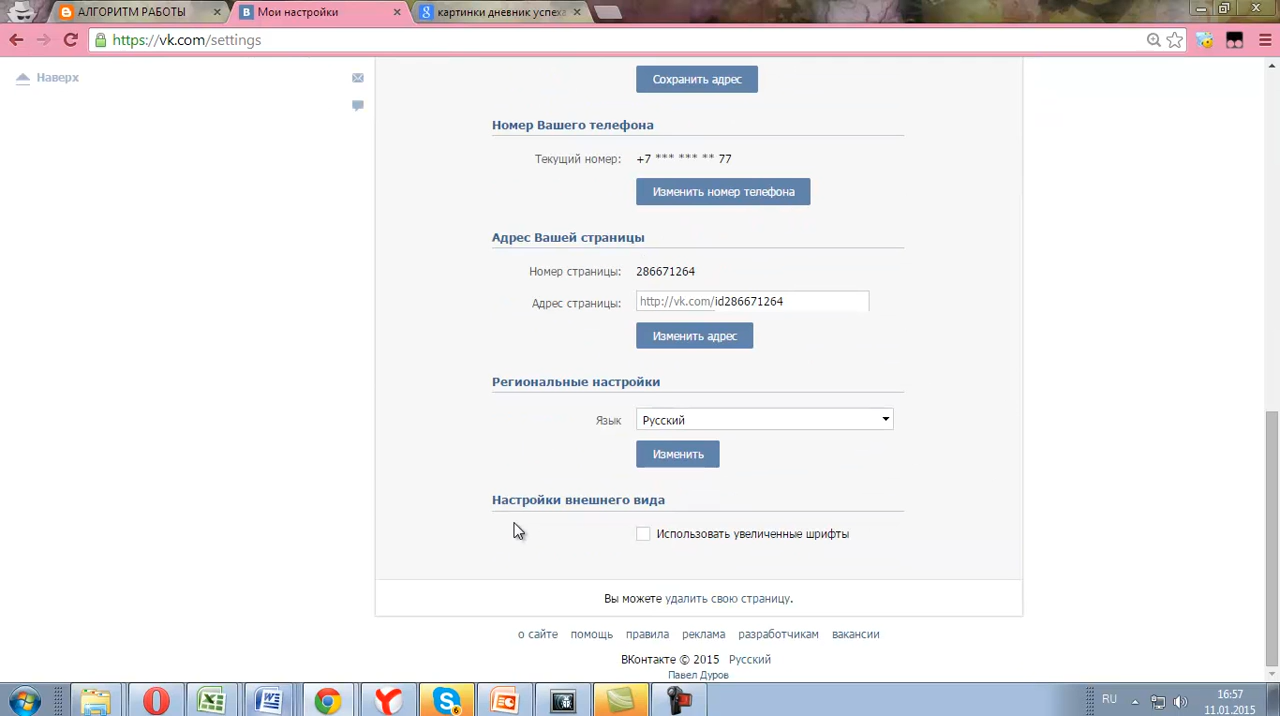 АЛГОРИТМ РАБОТЫ
Мои настройки
картинки дневник успеха
https://vk.com/settings
Наверх
Сохранить адрес
Номер Вашего телефона
Текущий номер: +7 *** *** ** 77
Изменить номер телефона
Адрес Вашей страницы
Номер страницы: 286671264
Адрес страницы: http://vk.com/id286671264
Изменить адрес
Региональные настройки
Язык Русский
Изменить
Настройки внешнего вида
Использовать увеличенные шрифты
Вы можете удалить свою страницу.
о сайте помощь правила реклама разработчикам вакансии
ВКонтакте © 2015 Русский
Павел Дуров
RU 16:57
11.01.2015